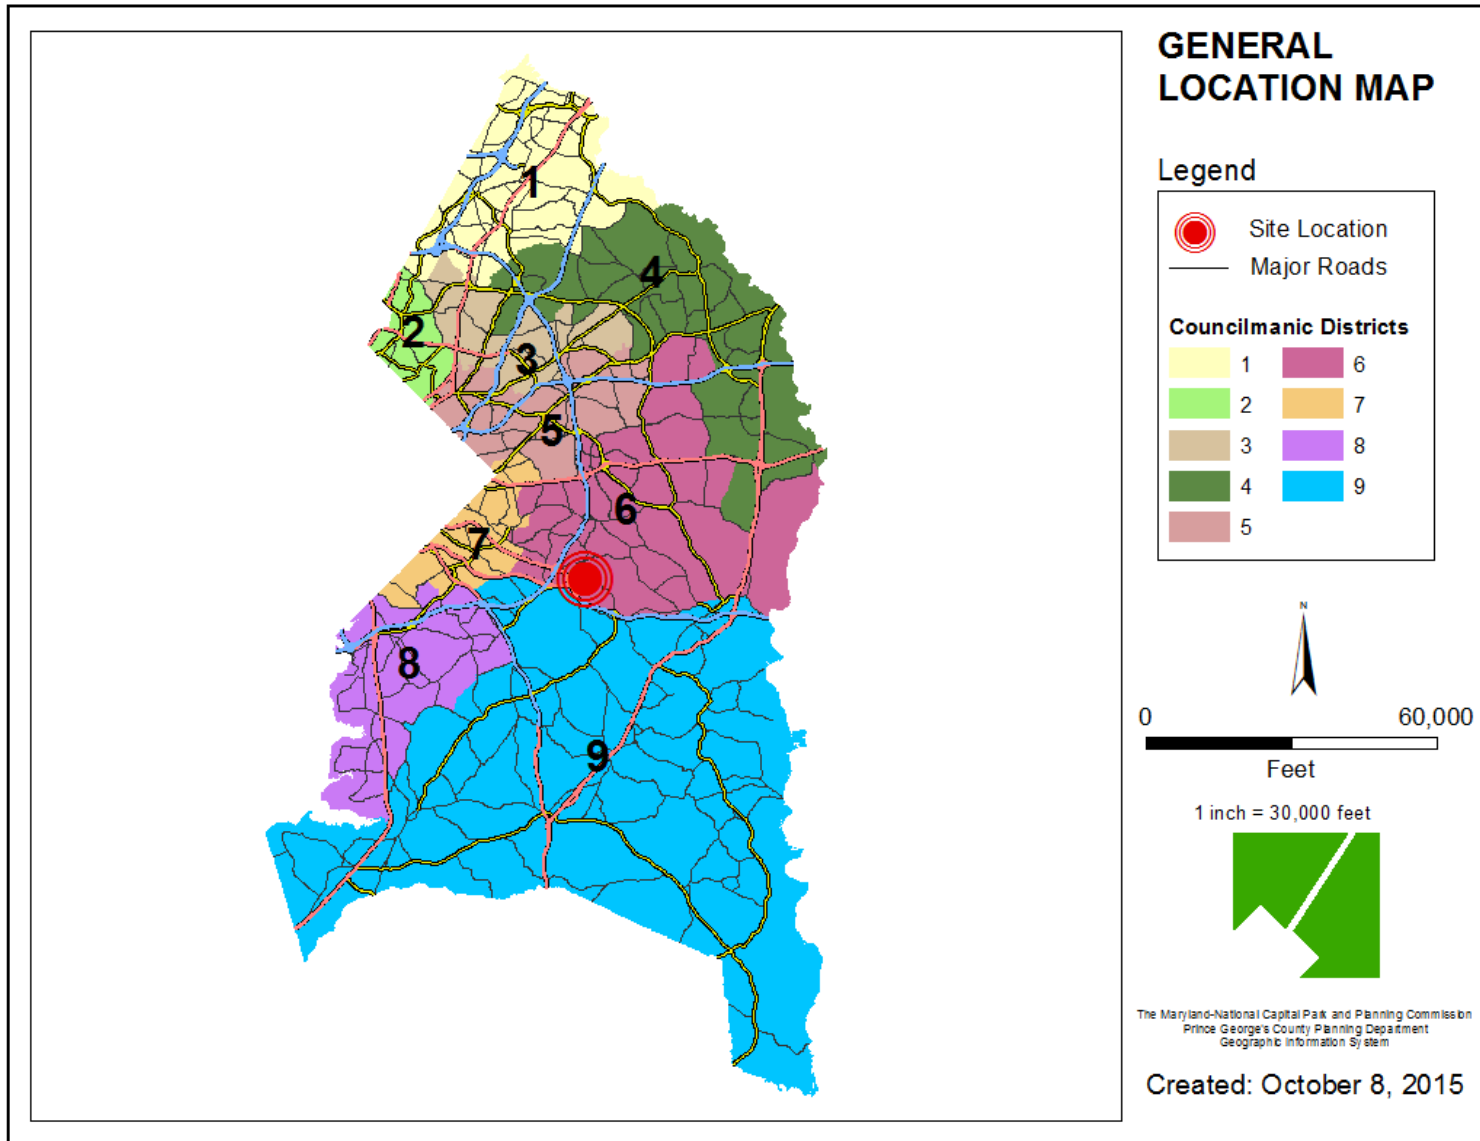 GENERAL
LOCATION MAP
Legend
Site Location
Major Roads
Councilmanic Districts
1 6
2 7
3 8
4 9
5
1
4
2
3
5
6
7
8
9
N
0 60,000
Feet
1 inch = 30,000 feet
The Maryland-National Capital Park and Planning Commission
Prince George's County Planning Department
Geographic Information System
Created: October 8, 2015